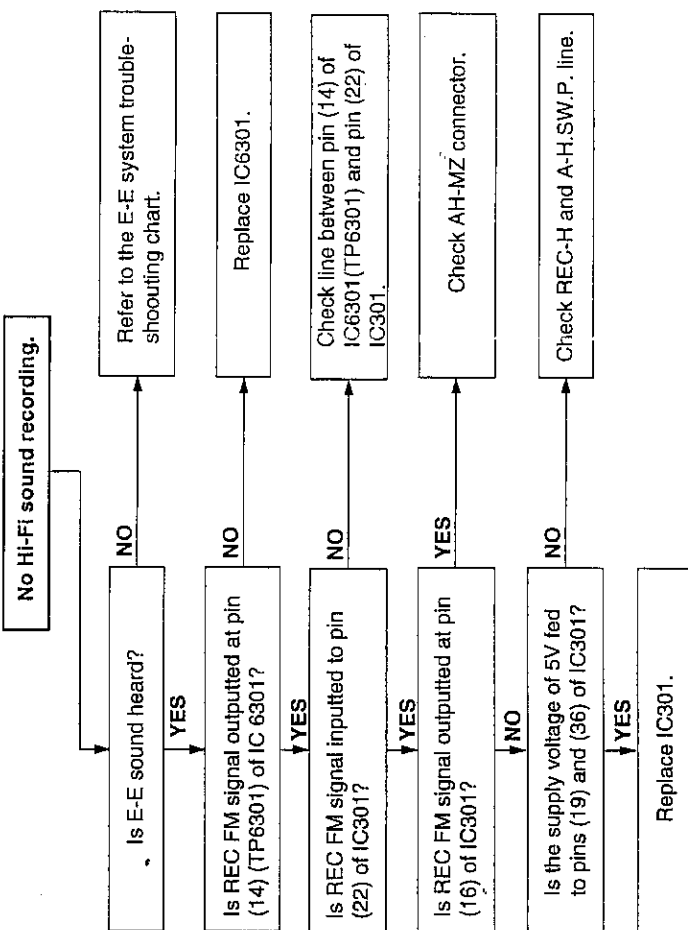 No Hi-Fi sound recording.
Is E-E sound heard?
NO
Refer to the E-E system trouble-
shoouting chart.
YES
Is REC FM signal outputted at pin
(14) (TP6301) of IC 6301?
NO
Replace IC6301.
YES
Is REC FM signal inputted to pin
(22) of IC301?
NO
Check line between pin (14) of
IC6301(TP6301) and pin (22) of
IC301.
YES
Is REC FM signal outputted at pin
(16) of IC301?
YES
Check AH-MZ connector.
NO
Is the supply voltage of 5V fed
to pins (19) and (36) of IC301?
NO
Check REC-H and A-H.SW.P. line.
YES
Replace IC301.